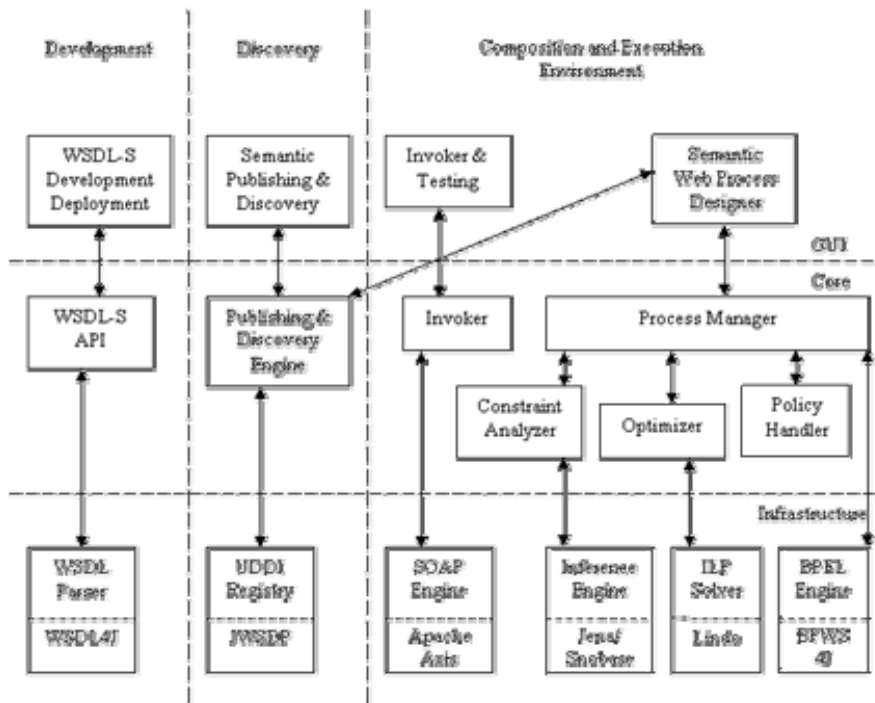 Development
Discovery
Composition and Execution
Environment
WSDL-S
Development
Deployment
Semantic
Publishing &
Discovery
Invoker &
Testing
Semantic
Web Process
Designer
GUI
Core
WSDL-S
API
Publishing &
Discovery
Engine
Invoker
Process Manager
Constraint
Analyzer
Optimizer
Policy
Handler
Infrastructure
WSDL
Parser
WSDL4J
UDDI
Registry
JWSDP
SOAP
Engine
Apache
Axis
Inference
Engine
Jena/
Snobase
ILP
Solver
Lindo
BPEL
Engine
BPWS
4J